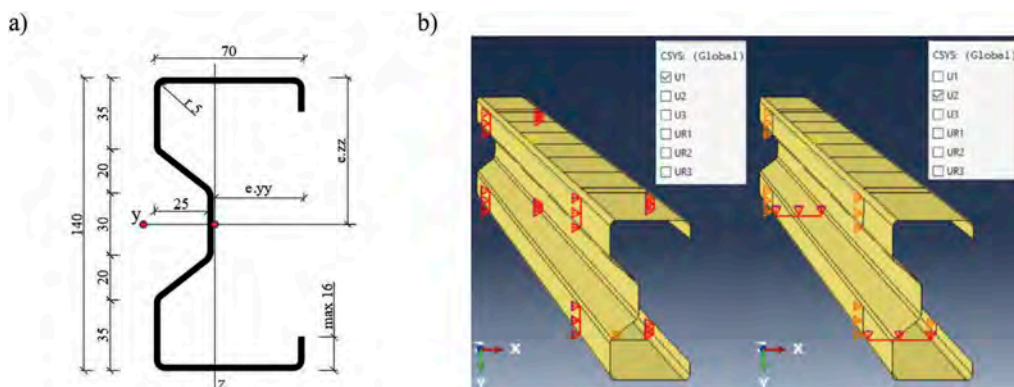 a)
70
35
20
140
30
20
35
r.5
25
y
e.yy
e.zz
max 16
z
b)
CSYS: (Global)
U1
U2
U3
UR1
UR2
UR3
X
Y
CSYS: (Global)
U1
U2
U3
UR1
UR2
UR3
X
Y